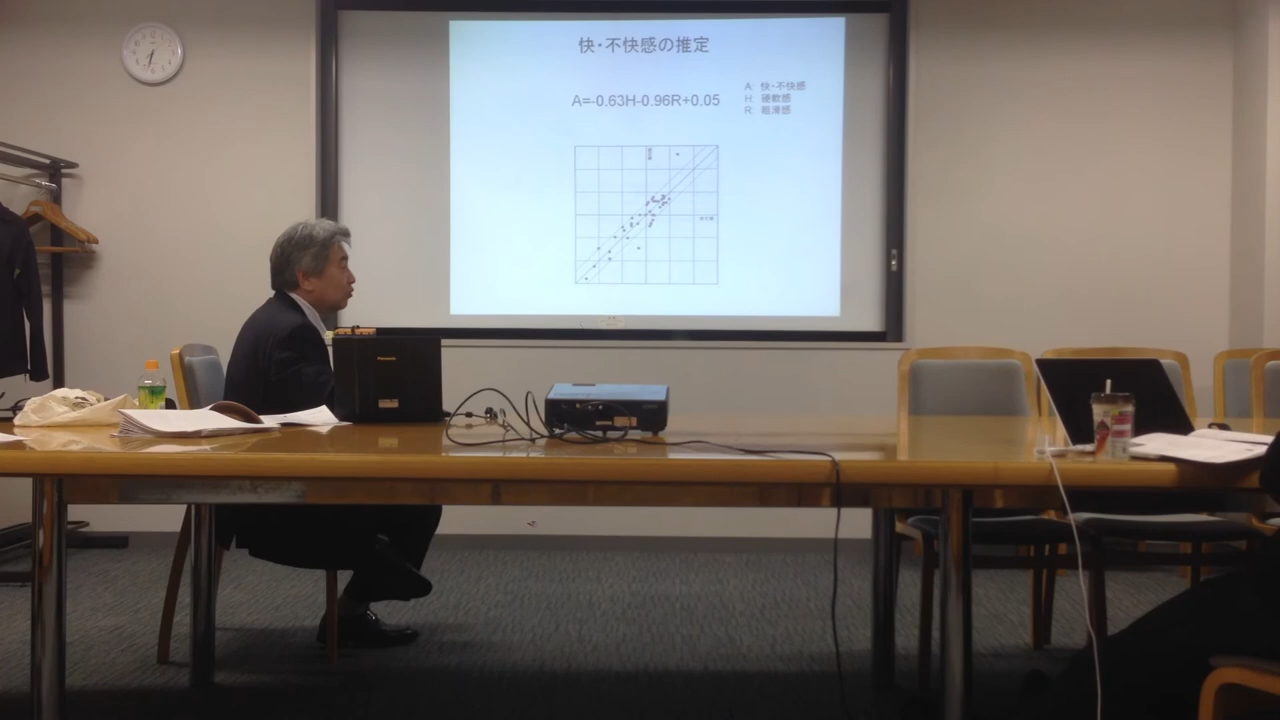 快・不快感の推定
A=-0.63H-0.96R+0.05
A: 快・不快感
H: 硬軟感
R: 粗滑感
Panasonic